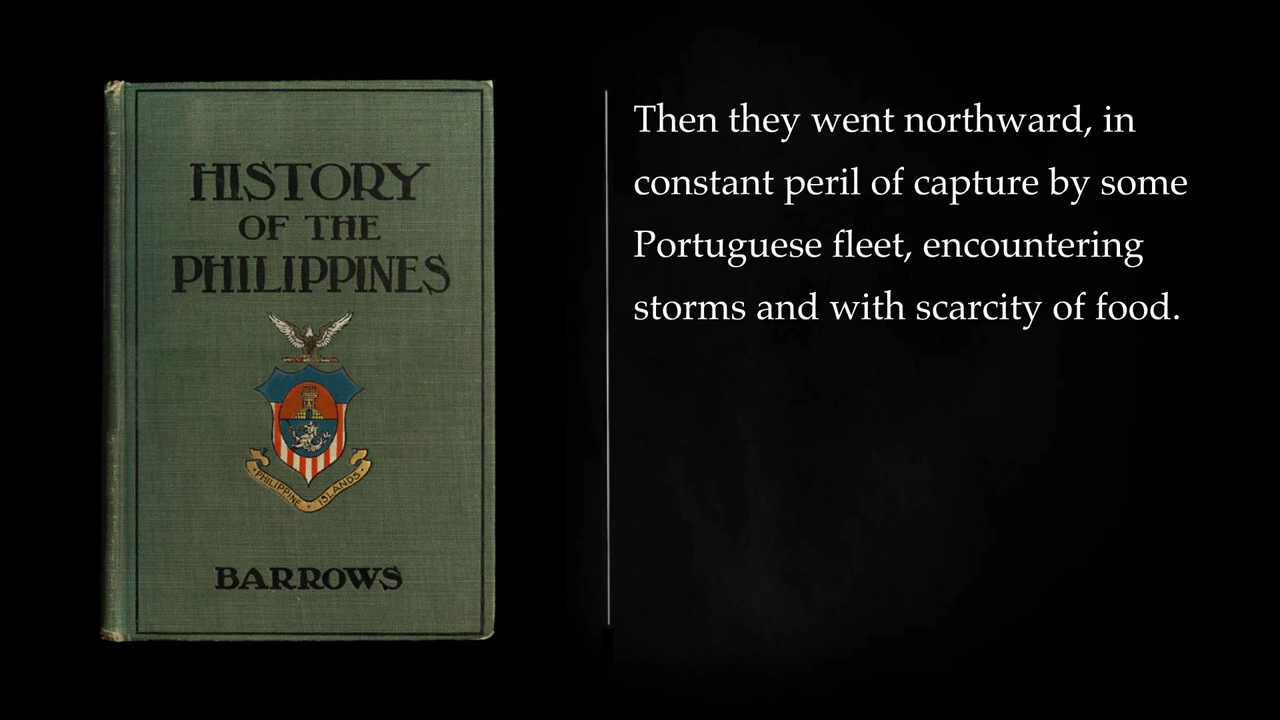 HISTORY
OF THE
PHILIPPINES
PHILIPPINE ISLANDS
BARROWS
Then they went northward, in
constant peril of capture by some
Portuguese fleet, encountering
storms and with scarcity of food.